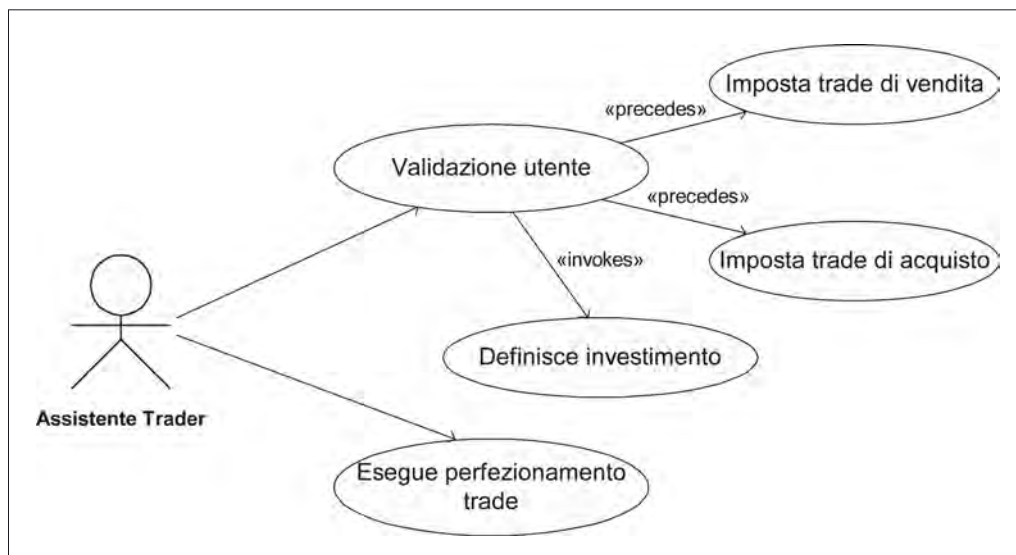 Imposta trade di vendita
«precedes»
Validazione utente
«precedes»
«invokes»
Imposta trade di acquisto
Definisce investimento
Assistente Trader
Esegue perfezionamento
trade